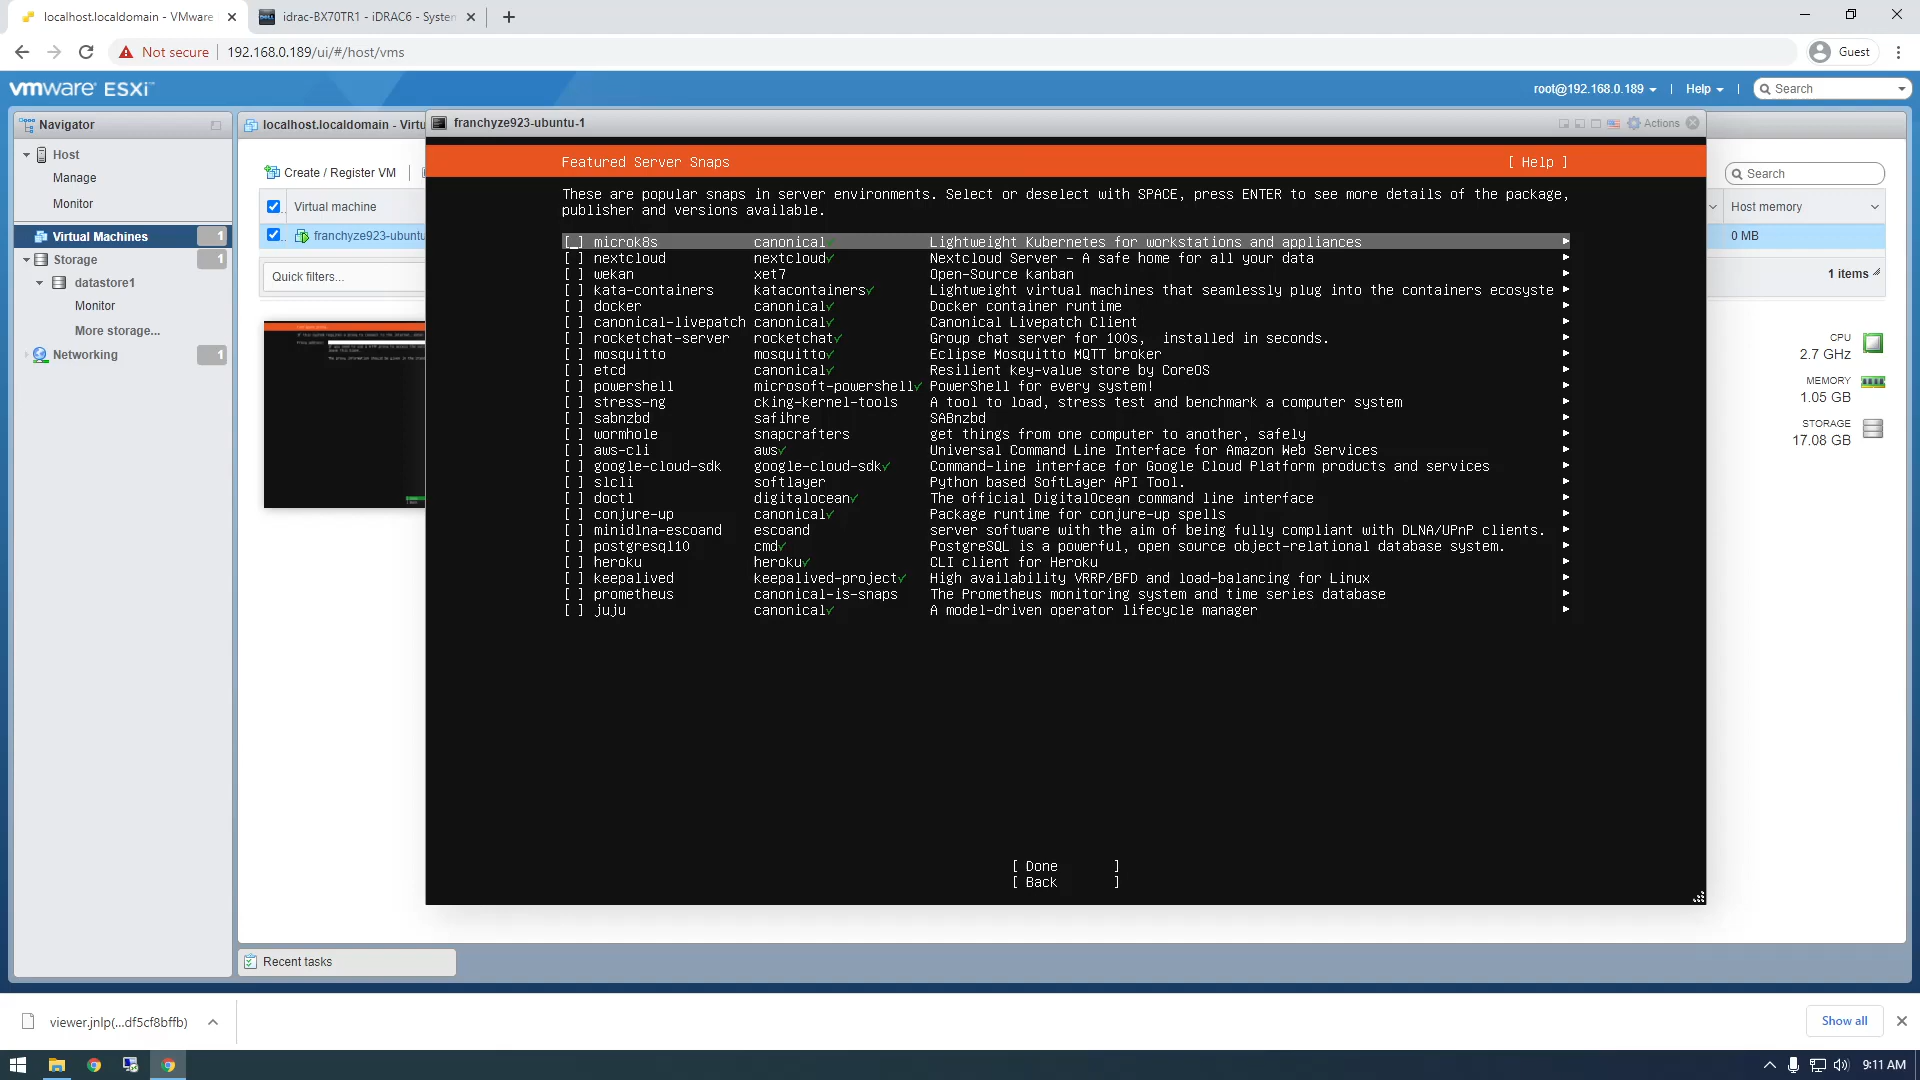 localhost.localdomain - VMware
idrac-BX70TR1 - iDRAC6 - System
Not secure
192.168.0.189/ui/#/host/vms
Guest
vmware ESXi
root@192.168.0.189
Help
Search
Navigator
Host
Manage
Monitor
Virtual Machines 1
Storage 1
datastore1
Monitor
More storage...
Networking 1
localhost.localdomain - Virtu
Create / Register VM
Virtual machine
franchyze923-ubuntu
Quick filters...
Search
Host memory
0 MB
1 items
CPU
2.7 GHz
MEMORY
1.05 GB
STORAGE
17.08 GB
franchyze923-ubuntu-1
Actions
Featured Server Snaps [ Help ]
These are popular snaps in server environments. Select or deselect with SPACE, press ENTER to see more details of the package,
publisher and versions available.
[ ] microk8s canonical✓ Lightweight Kubernetes for workstations and appliances
[ ] nextcloud nextcloud✓ Nextcloud Server - A safe home for all your data
[ ] wekan xet7 Open-Source kanban
[ ] kata-containers katacontainers✓ Lightweight virtual machines that seamlessly plug into the containers ecosyste
[ ] docker canonical✓ Docker container runtime
[ ] canonical-livepatch canonical✓ Canonical Livepatch Client
[ ] rocketchat-server rocketchat✓ Group chat server for 100s, installed in seconds.
[ ] mosquitto mosquitto✓ Eclipse Mosquitto MQTT broker
[ ] etcd canonical✓ Resilient key-value store by CoreOS
[ ] powershell microsoft-powershell✓ PowerShell for every system!
[ ] stress-ng cking-kernel-tools A tool to load, stress test and benchmark a computer system
[ ] sabnzbd safihre SABnzbd
[ ] wormhole snapcrafters get things from one computer to another, safely
[ ] aws-cli aws✓ Universal Command Line Interface for Amazon Web Services
[ ] google-cloud-sdk google-cloud-sdk✓ Command-line interface for Google Cloud Platform products and services
[ ] slcli softlayer Python based SoftLayer API Tool.
[ ] doctl digitalocean✓ The official DigitalOcean command line interface
[ ] conjure-up canonical✓ Package runtime for conjure-up spells
[ ] minidlna-escoand escoand server software with the aim of being fully compliant with DLNA/UPnP clients.
[ ] postgresql10 cmd✓ PostgreSQL is a powerful, open source object-relational database system.
[ ] heroku heroku✓ CLI client for Heroku
[ ] keepalived keepalived-project✓ High availability VRRP/BFD and load-balancing for Linux
[ ] prometheus canonical-is-snaps The Prometheus monitoring system and time series database
[ ] juju canonical✓ A model-driven operator lifecycle manager
[ Done ]
[ Back ]
Recent tasks
viewer.jnlp(...df5cf8bffb)
Show all
9:11 AM